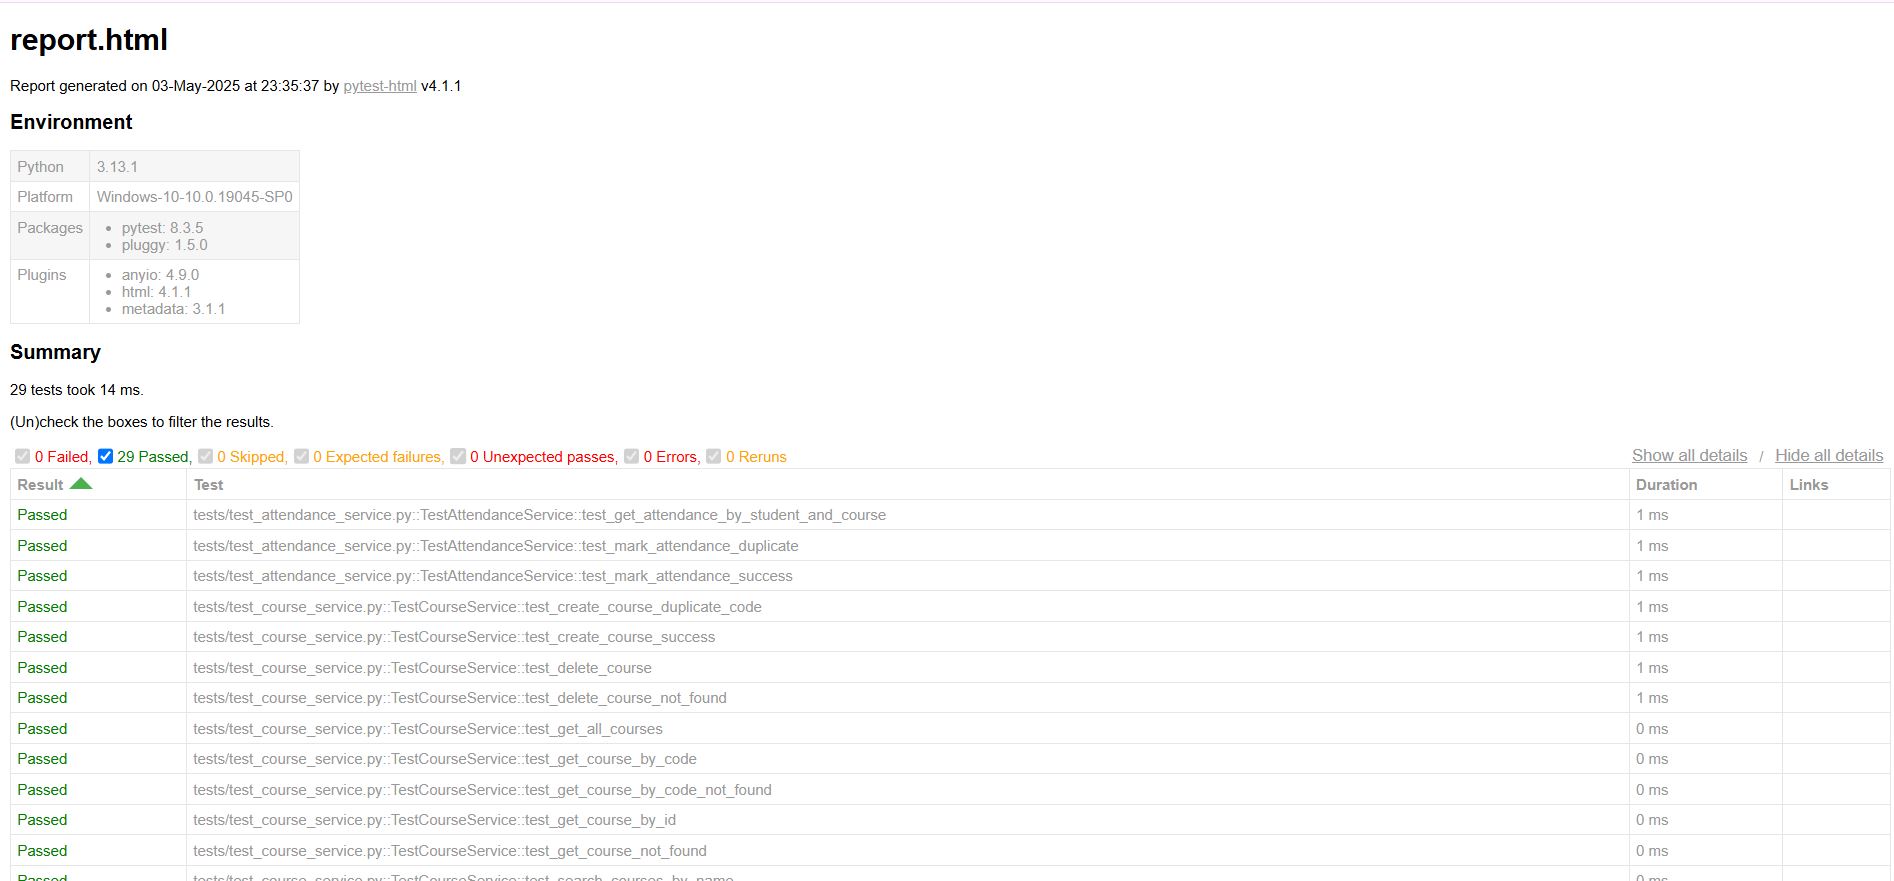 report.html
Report generated on 03-May-2025 at 23:35:37 by pytest-html v4.1.1
Environment
Python 3.13.1
Platform Windows-10-10.0.19045-SP0
Packages
pytest: 8.3.5
pluggy: 1.5.0
Plugins
anyio: 4.9.0
html: 4.1.1
metadata: 3.1.1
Summary
29 tests took 14 ms.
(Un)check the boxes to filter the results.
0 Failed, 29 Passed, 0 Skipped, 0 Expected failures, 0 Unexpected passes, 0 Errors, 0 Reruns Show all details / Hide all details
Result Test Duration Links
Passed tests/test_attendance_service.py::TestAttendanceService::test_get_attendance_by_student_and_course 1 ms
Passed tests/test_attendance_service.py::TestAttendanceService::test_mark_attendance_duplicate 1 ms
Passed tests/test_attendance_service.py::TestAttendanceService::test_mark_attendance_success 1 ms
Passed tests/test_course_service.py::TestCourseService::test_create_course_duplicate_code 1 ms
Passed tests/test_course_service.py::TestCourseService::test_create_course_success 1 ms
Passed tests/test_course_service.py::TestCourseService::test_delete_course 1 ms
Passed tests/test_course_service.py::TestCourseService::test_delete_course_not_found 1 ms
Passed tests/test_course_service.py::TestCourseService::test_get_all_courses 0 ms
Passed tests/test_course_service.py::TestCourseService::test_get_course_by_code 0 ms
Passed tests/test_course_service.py::TestCourseService::test_get_course_by_code_not_found 0 ms
Passed tests/test_course_service.py::TestCourseService::test_get_course_by_id 0 ms
Passed tests/test_course_service.py::TestCourseService::test_get_course_not_found 0 ms
Passed tests/test_course_service.py::TestCourseService::test_search_courses_by_name 0 ms